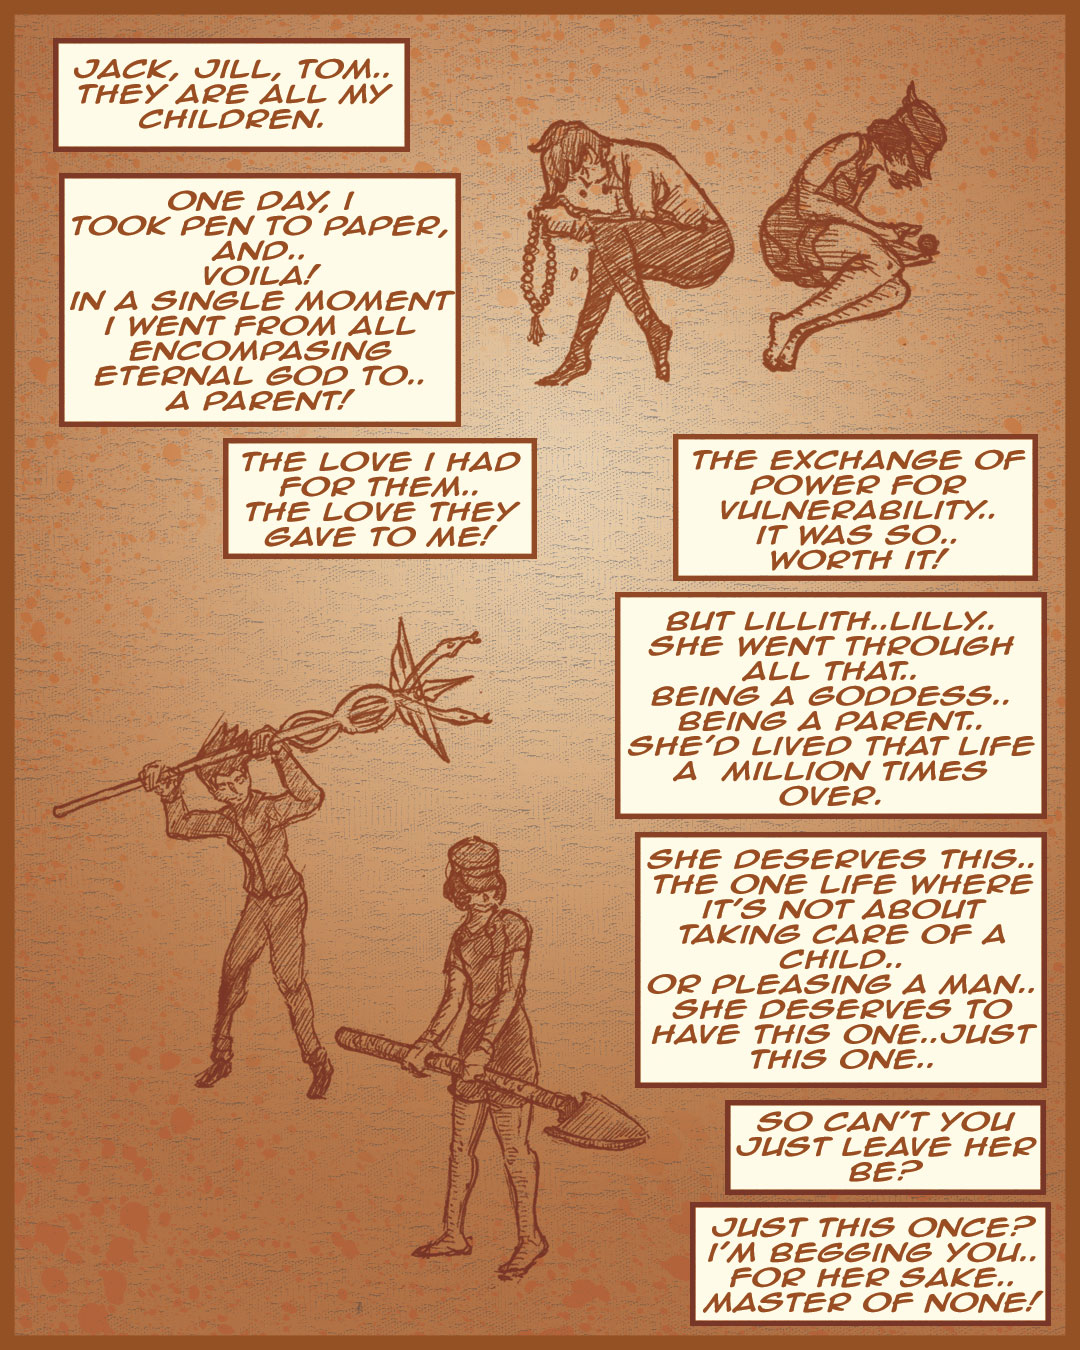 JACK, JILL, TOM..
THEY ARE ALL MY
CHILDREN.
ONE DAY, I
TOOK PEN TO PAPER,
AND..
VOILA!
IN A SINGLE MOMENT
I WENT FROM ALL
ENCOMPASING
ETERNAL GOD TO..
A PARENT!
THE LOVE I HAD
FOR THEM..
THE LOVE THEY
GAVE TO ME!
THE EXCHANGE OF
POWER FOR
VULNERABILITY..
IT WAS SO..
WORTH IT!
BUT LILLITH..LILLY..
SHE WENT THROUGH
ALL THAT..
BEING A GODDESS..
BEING A PARENT..
SHE'D LIVED THAT LIFE
A MILLION TIMES
OVER.
SHE DESERVES THIS..
THE ONE LIFE WHERE
IT'S NOT ABOUT
TAKING CARE OF A
CHILD..
OR PLEASING A MAN..
SHE DESERVES TO
HAVE THIS ONE..JUST
THIS ONE..
SO CAN'T YOU
JUST LEAVE HER
BE?
JUST THIS ONCE?
I'M BEGGING YOU..
FOR HER SAKE..
MASTER OF NONE!